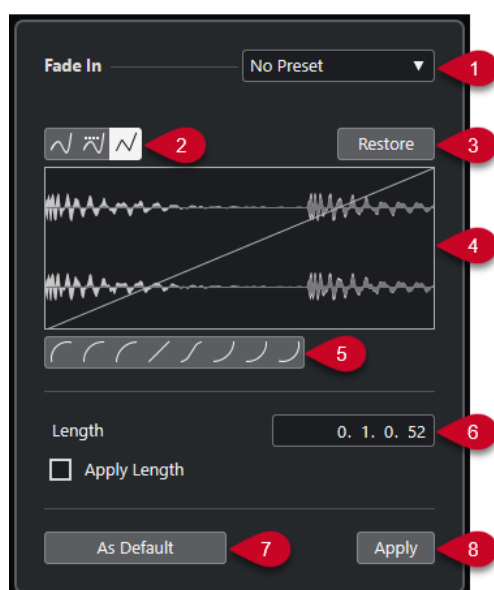 Fade In No Preset 1
2 Restore 3
4
5
Length 0. 1. 0. 52 6
Apply Length
As Default 7 Apply 8